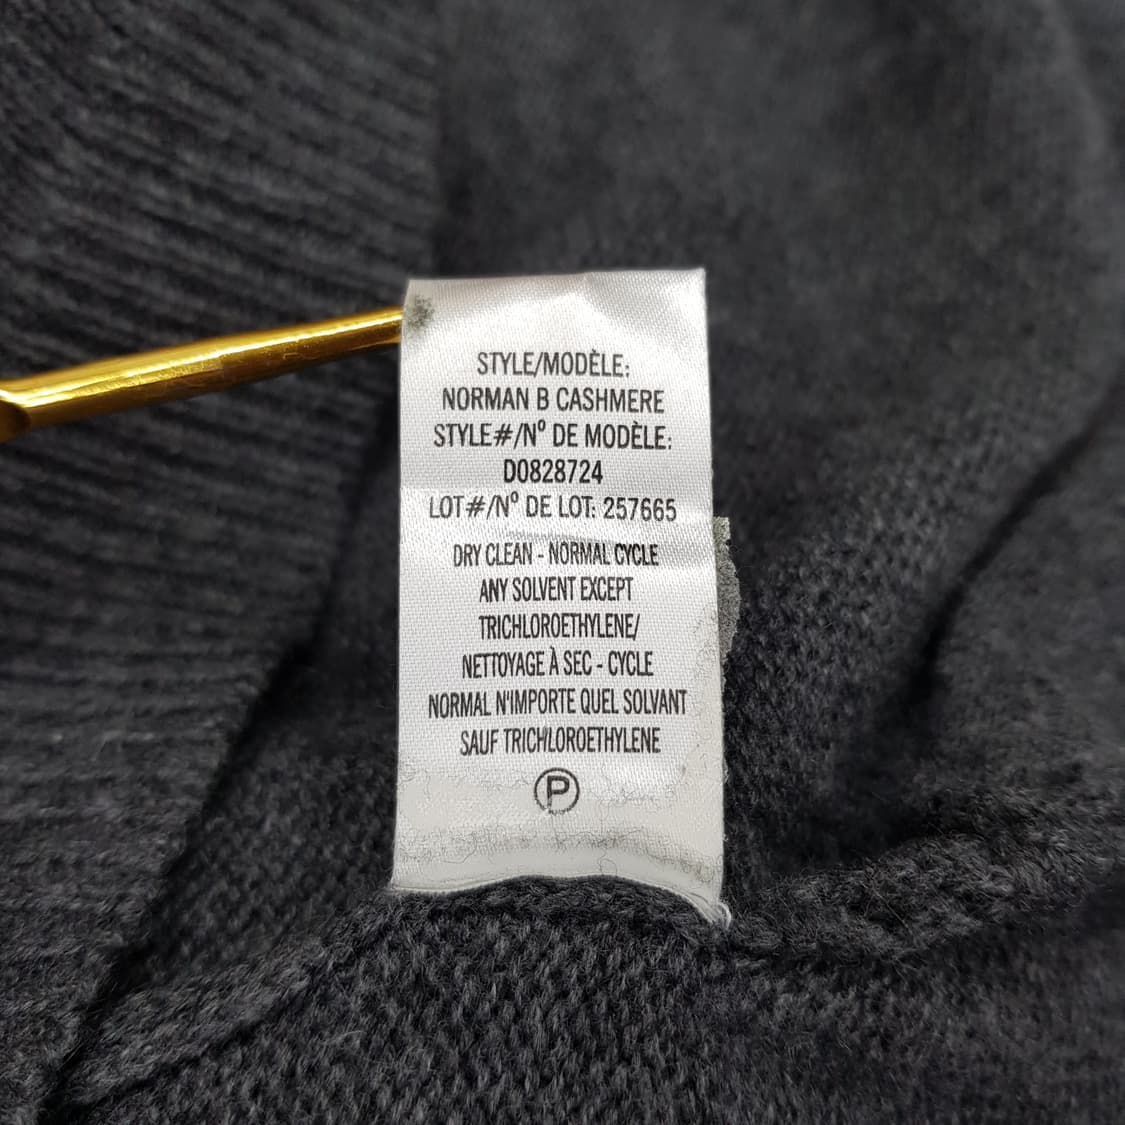 STYLE/MODÈLE:
NORMAN B CASHMERE
STYLE#/Nº DE MODÈLE:
D0828724
LOT#/Nº DE LOT: 257665
DRY CLEAN - NORMAL CYCLE
ANY SOLVENT EXCEPT
TRICHLOROETHYLENE/
NETTOYAGE À SEC - CYCLE
NORMAL N'IMPORTE QUEL SOLVANT
SAUF TRICHLOROETHYLENE
P